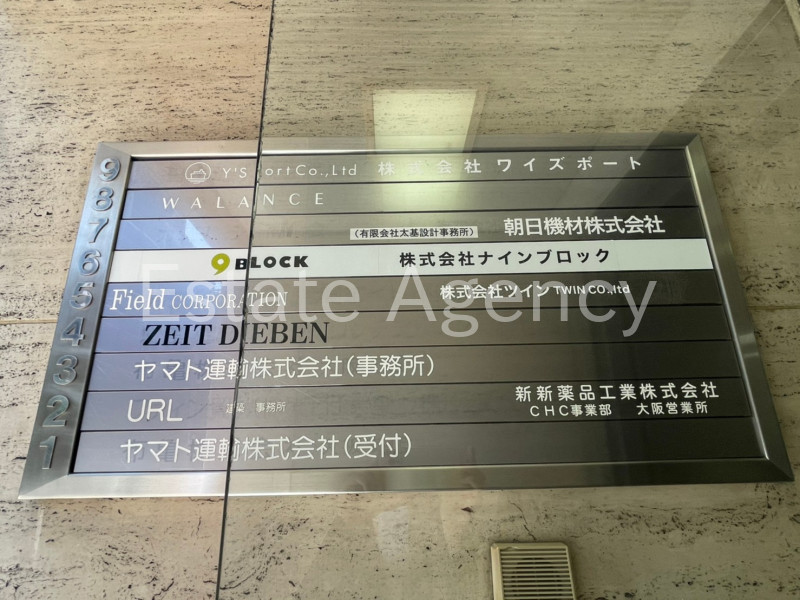 9 Y'S ortCo.,Ltd 株式会社ワイズポート
8 WALANCE
7 (有限会社太基設計事務所) 朝日機材株式会社
6 9BLOCK 株式会社ナインブロック
5 Field CORPORATION 株式会社ツイン TWIN CO.,ltd
4 ZEIT DIEBEN
3 ヤマト運輸株式会社(事務所)
2 URL 建築 事務所 新新薬品工業株式会社
CHC事業部 大阪営業所
1 ヤマト運輸株式会社(受付)
Estate Agency